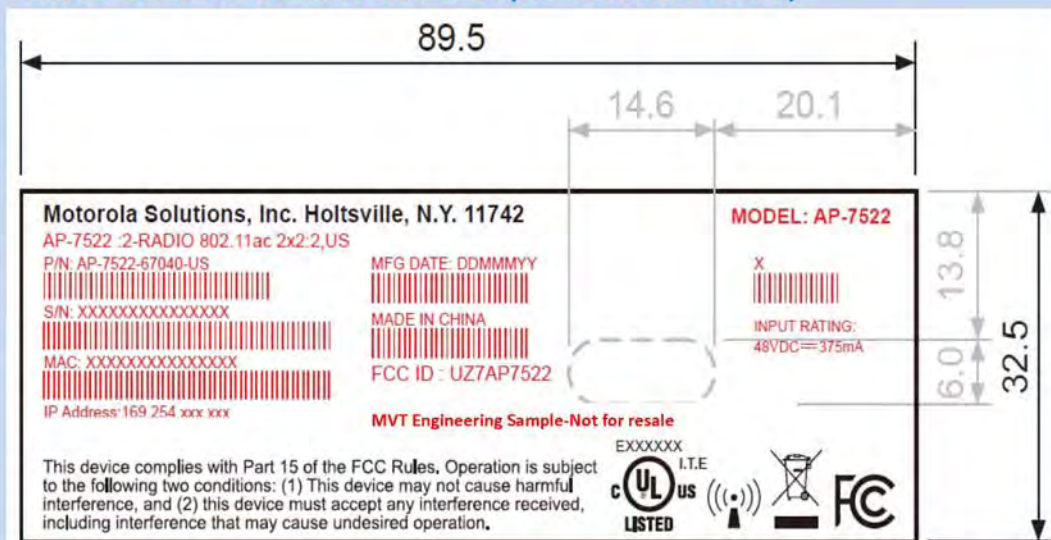 89.5
14.6
20.1
Motorola Solutions, Inc. Holtsville, N.Y. 11742
MODEL: AP-7522
AP-7522 :2-RADIO 802.11ac 2x2:2,US
P/N: AP-7522-67040-US
MFG DATE: DDMMMYY
X
S/N: XXXXXXXXXXXXXXX
MADE IN CHINA
INPUT RATING:
48VDC⎓375mA
MAC: XXXXXXXXXXXXXXX
FCC ID : UZ7AP7522
IP Address:169 254 xxx xxx
MVT Engineering Sample-Not for resale
13.8
6.0
32.5
This device complies with Part 15 of the FCC Rules. Operation is subject
to the following two conditions: (1) This device may not cause harmful
interference, and (2) this device must accept any interference received,
including interference that may cause undesired operation.
EXXXXXX
I.T.E
C UL US
LISTED
FC